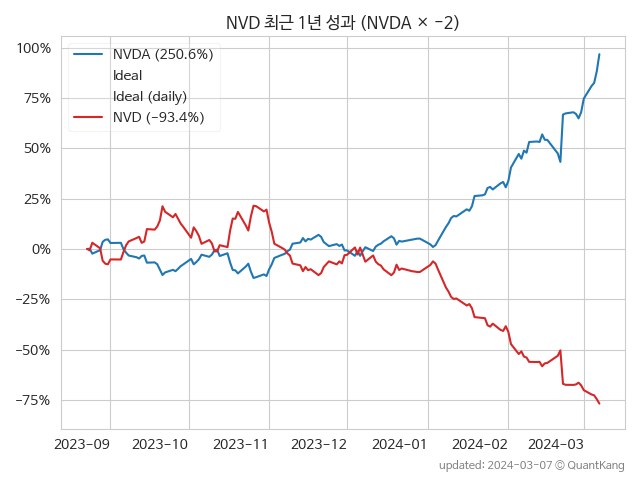 NVD 최근 1년 성과 (NVDA × −2)
NVDA (250.6%)
Ideal
Ideal (daily)
NVD (−93.4%)
100%
75%
50%
25%
0%
−25%
−50%
−75%
2023-09 2023-10 2023-11 2023-12 2024-01 2024-02 2024-03
updated: 2024-03-07 © QuantKang